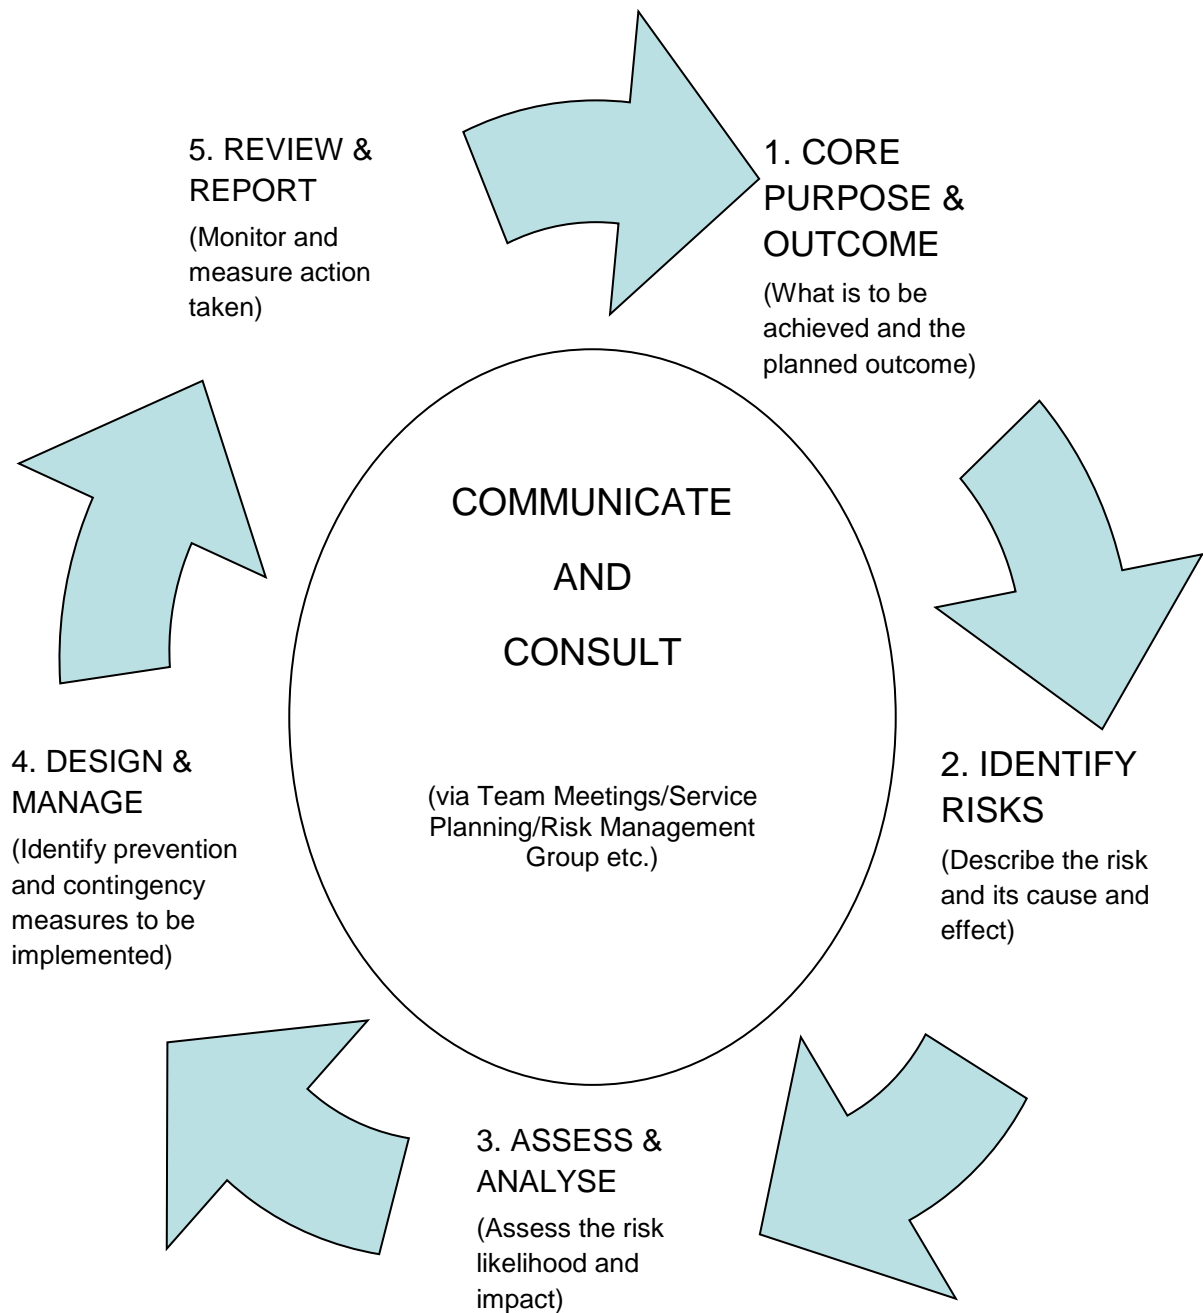 1. CORE
PURPOSE &
OUTCOME
(What is to be
achieved and the
planned outcome)
2. IDENTIFY
RISKS
(Describe the risk
and its cause and
effect)
3. ASSESS &
ANALYSE
(Assess the risk
likelihood and
impact)
4. DESIGN &
MANAGE
(Identify prevention
and contingency
measures to be
implemented)
5. REVIEW &
REPORT
(Monitor and
measure action
taken)
COMMUNICATE
AND
CONSULT
(via Team Meetings/Service
Planning/Risk Management
Group etc.)